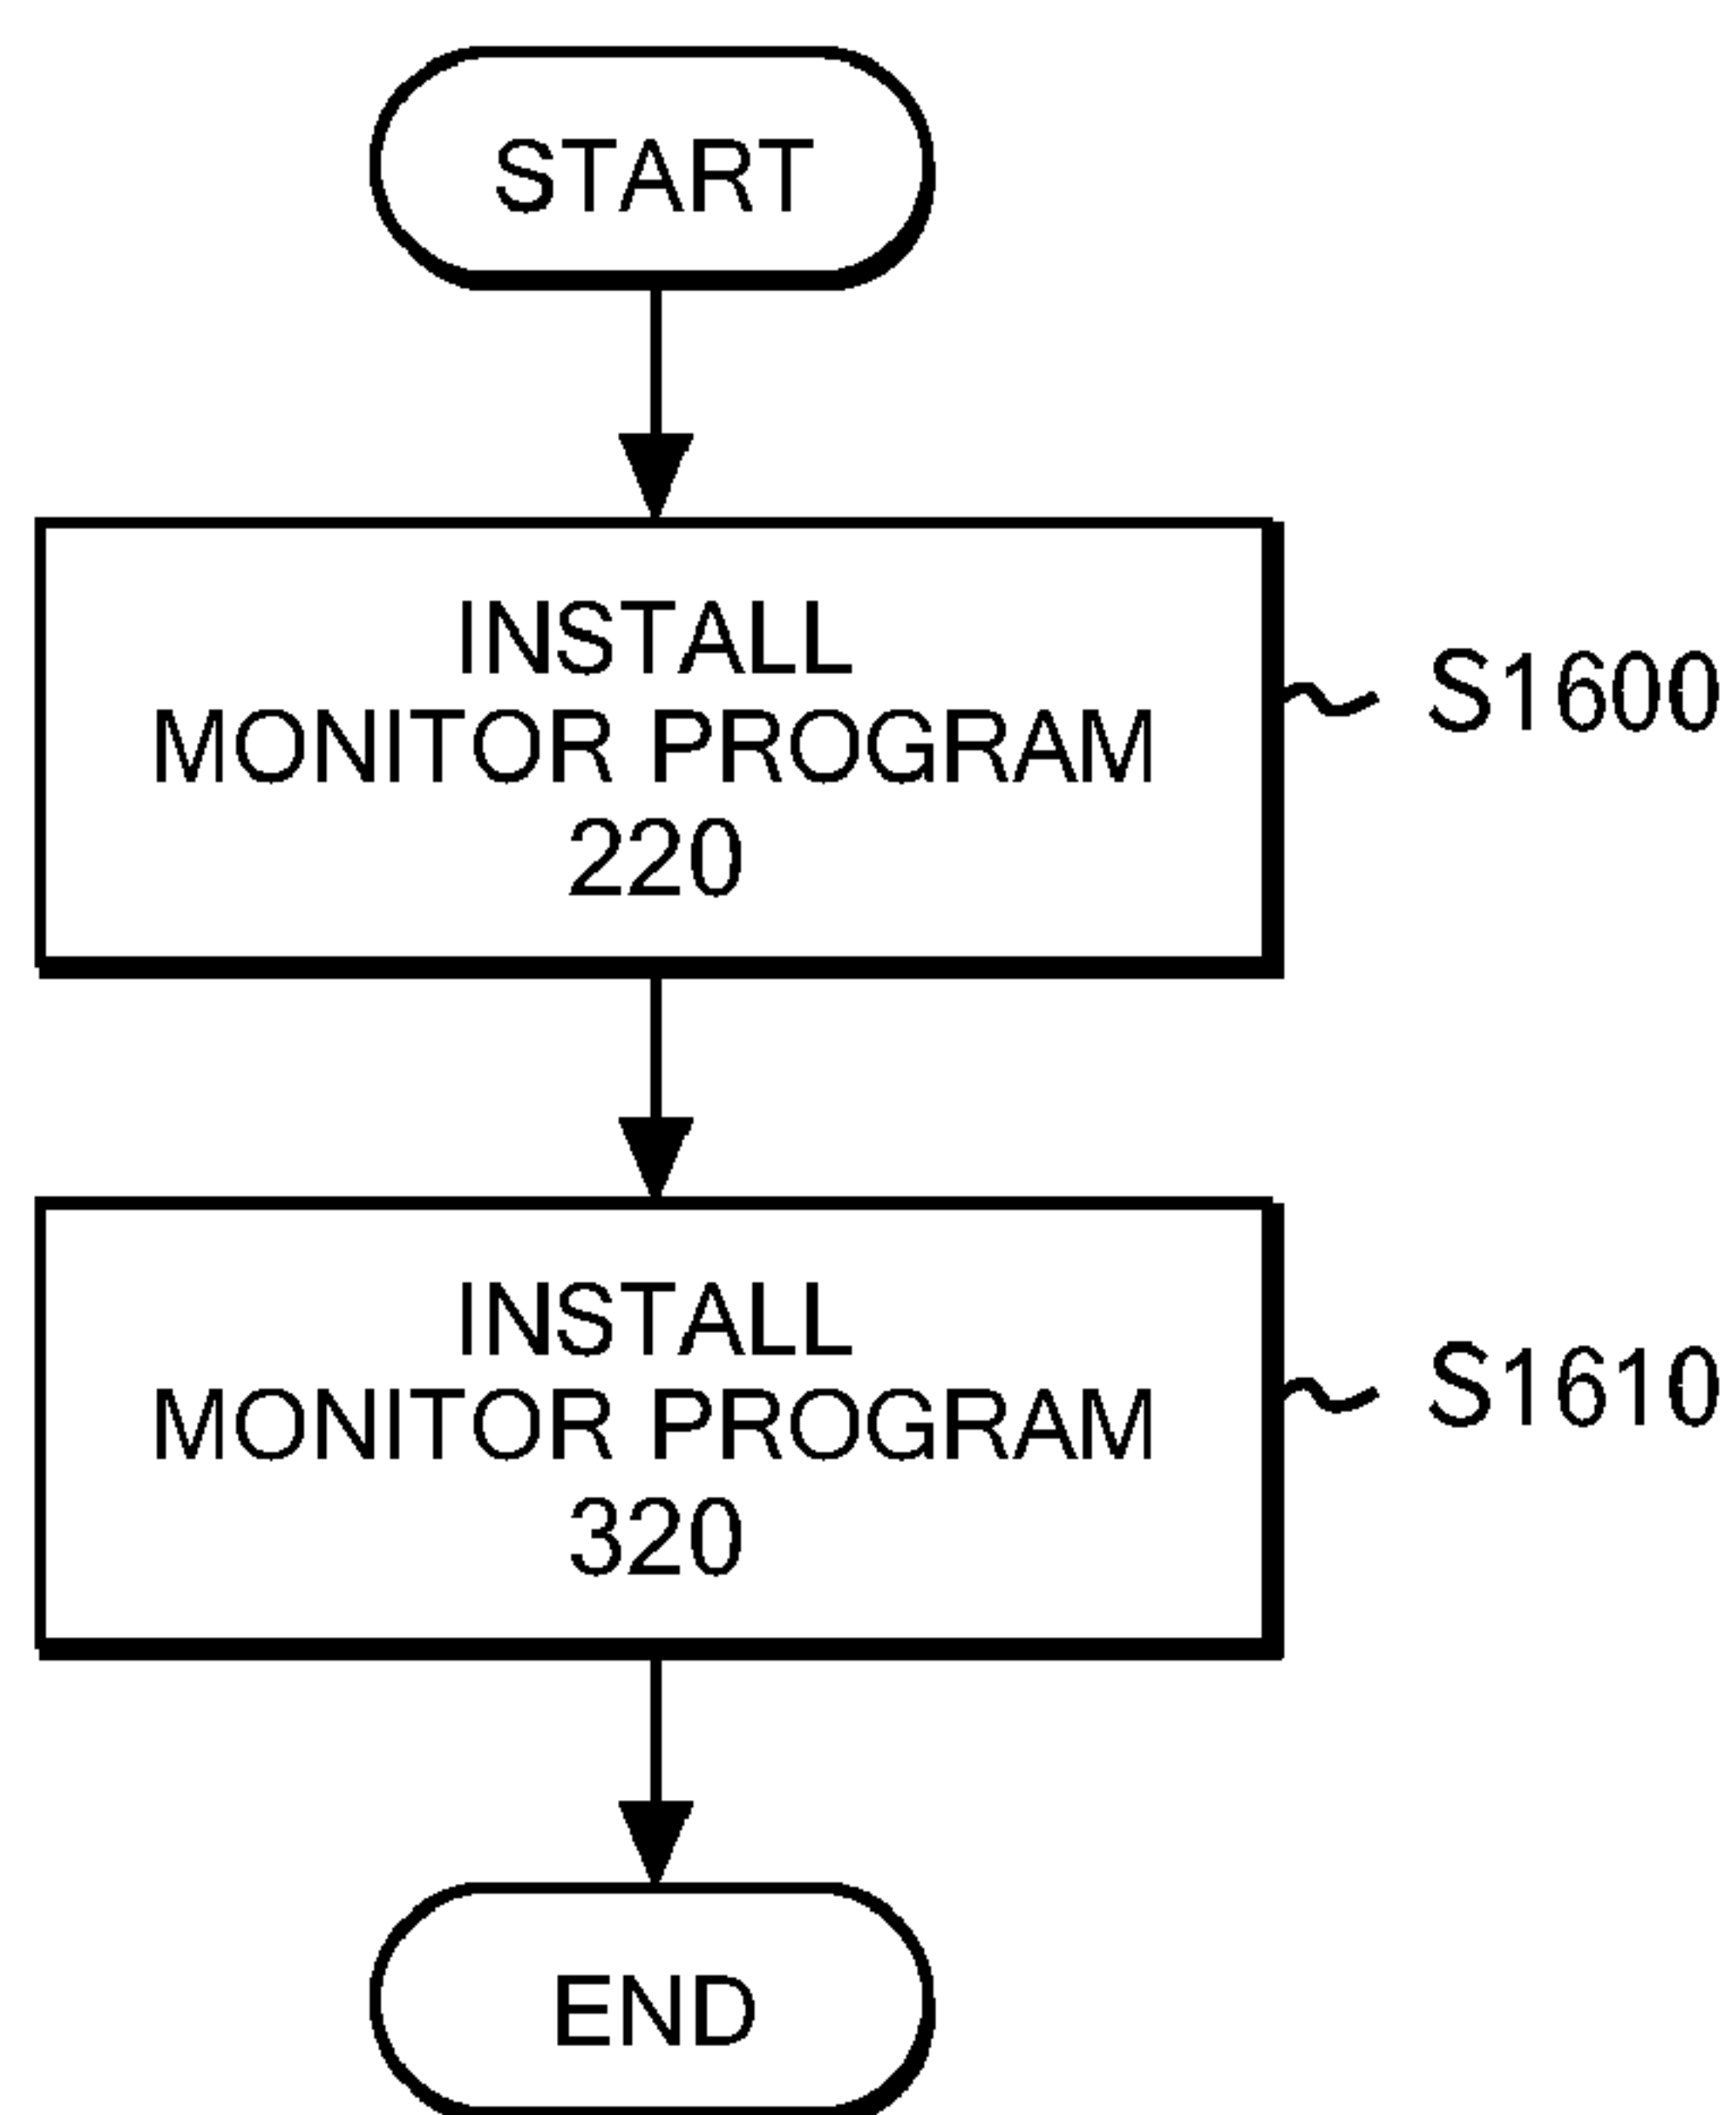 START
INSTALL
MONITOR PROGRAM
220
S1600
INSTALL
MONITOR PROGRAM
320
S1610
END